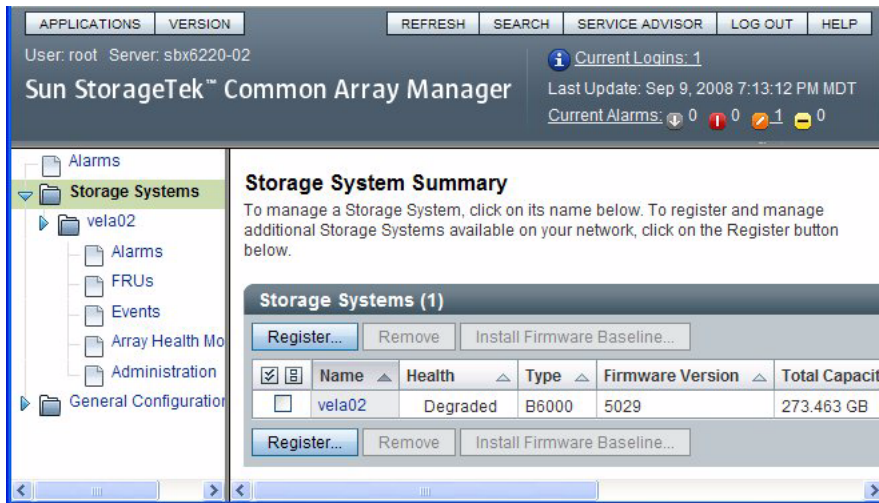 APPLICATIONS VERSION REFRESH SEARCH SERVICE ADVISOR LOG OUT HELP
User: root Server: sbx6220-02
Sun StorageTek™ Common Array Manager
Current Logins: 1
Last Update: Sep 9, 2008 7:13:12 PM MDT
Current Alarms: 0 0 1 0
Alarms
Storage Systems
vela02
Alarms
FRUs
Events
Array Health Mo
Administration
General Configuration
Storage System Summary
To manage a Storage System, click on its name below. To register and manage
additional Storage Systems available on your network, click on the Register button
below.
Storage Systems (1)
Register... Remove Install Firmware Baseline...
Name Health Type Firmware Version Total Capacit
vela02 Degraded B6000 5029 273.463 GB
Register... Remove Install Firmware Baseline...